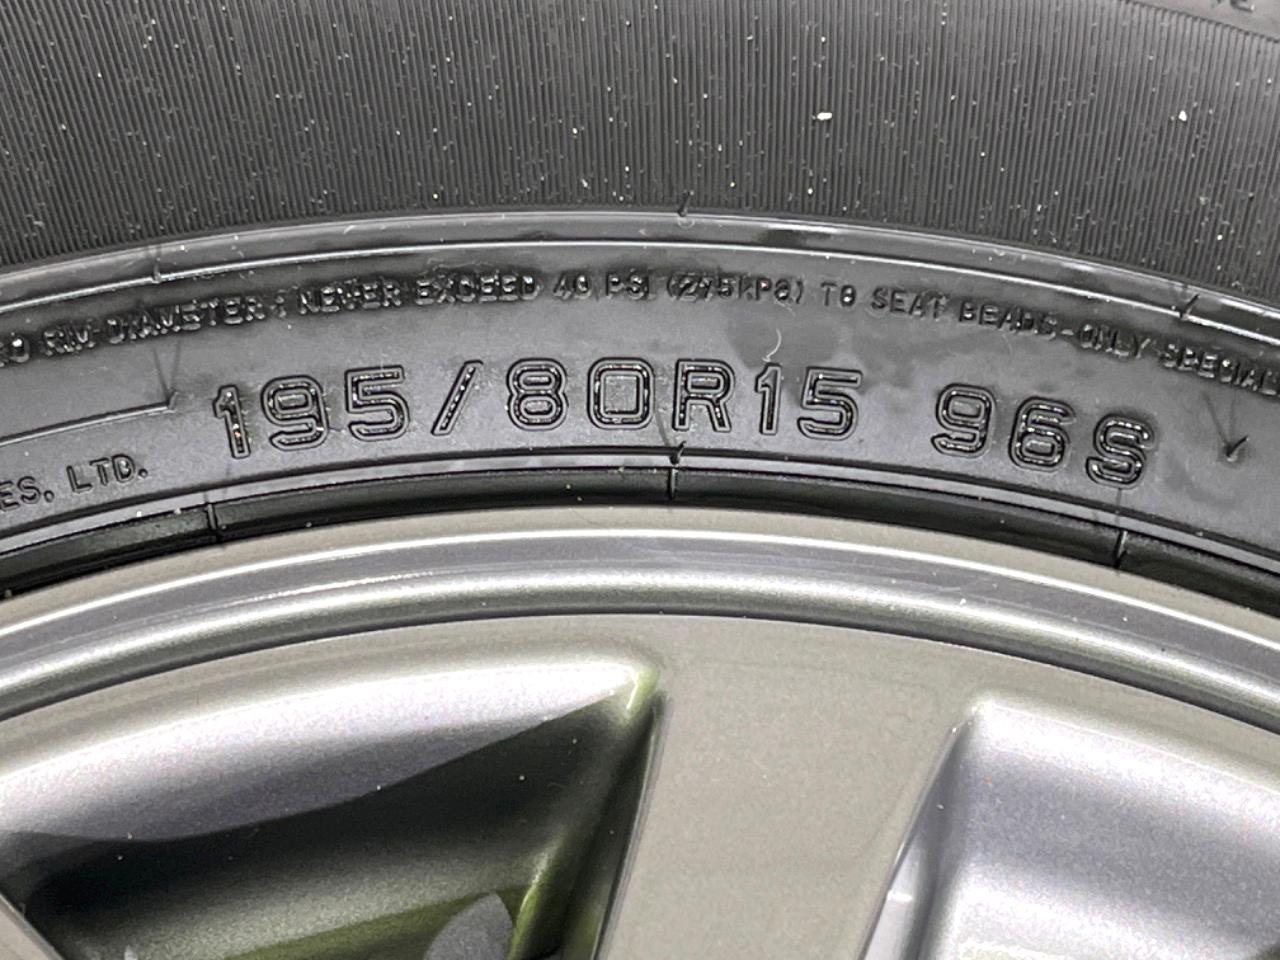 RIM DIAMETER; NEVER EXCEED 40 PSI (275KPa) TO SEAT BEADS-ONLY SPECIAL
195/80R15 96S
ES. LTD.